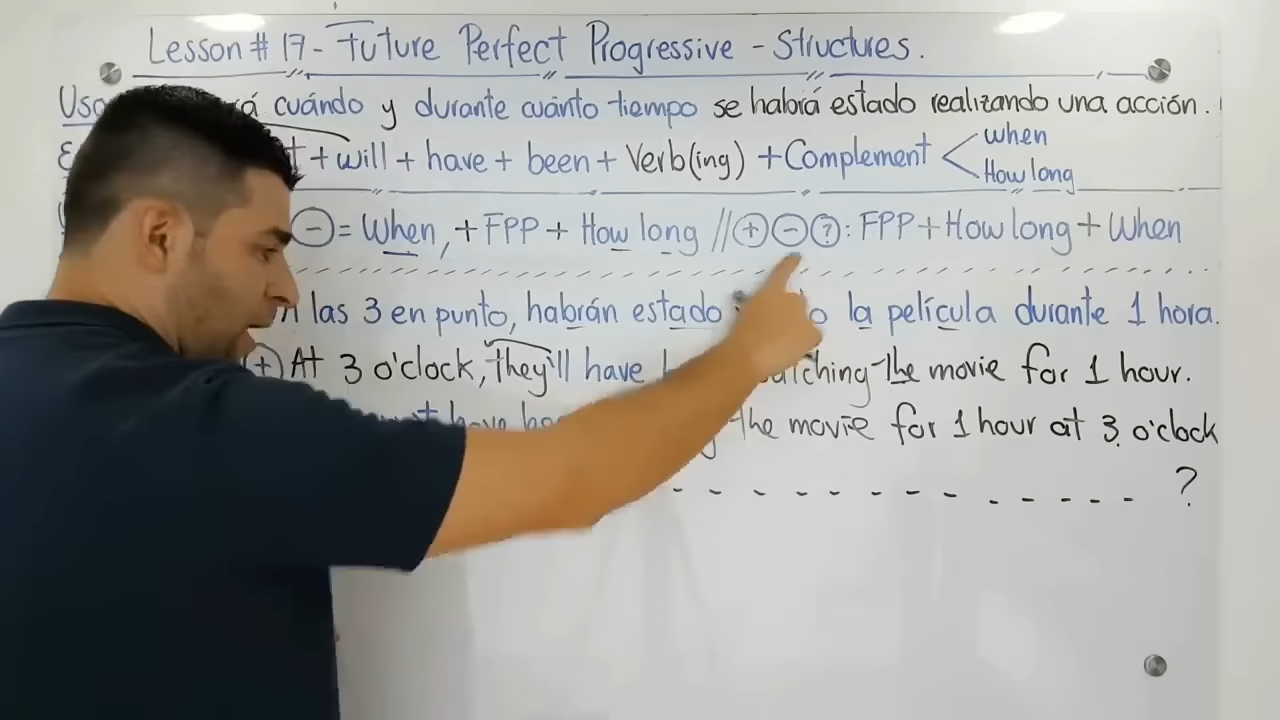 Lesson # 17 - Future Perfect Progressive - Structures.
cuándo y durante cuánto tiempo se habrá estado realizando una acción.
+ will + have + been + Verb(ing) + Complement < when
How long
- = When, + FPP + How long // + - ? : FPP + How long + When
las 3 en punto, habrán estado la película durante 1 hora.
(+) At 3 o'clock, they'll have the movie for 1 hour.
the movie for 1 hour at 3 o'clock
- - - - - - - - - - - ?